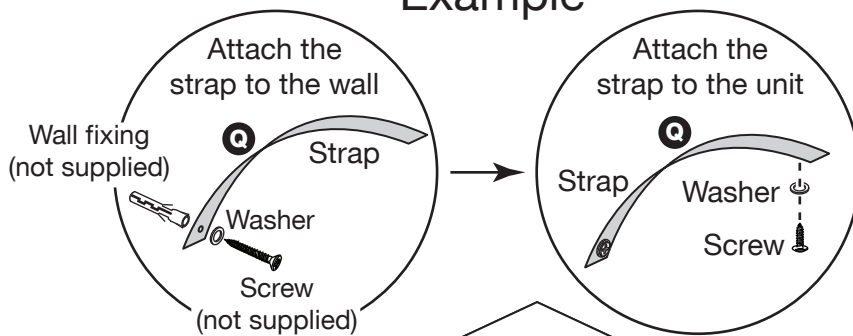 Example
Attach the
strap to the wall
Wall fixing
(not supplied)
Q
Strap
Washer
Screw
(not supplied)
Attach the
strap to the unit
Q
Strap
Washer
Screw